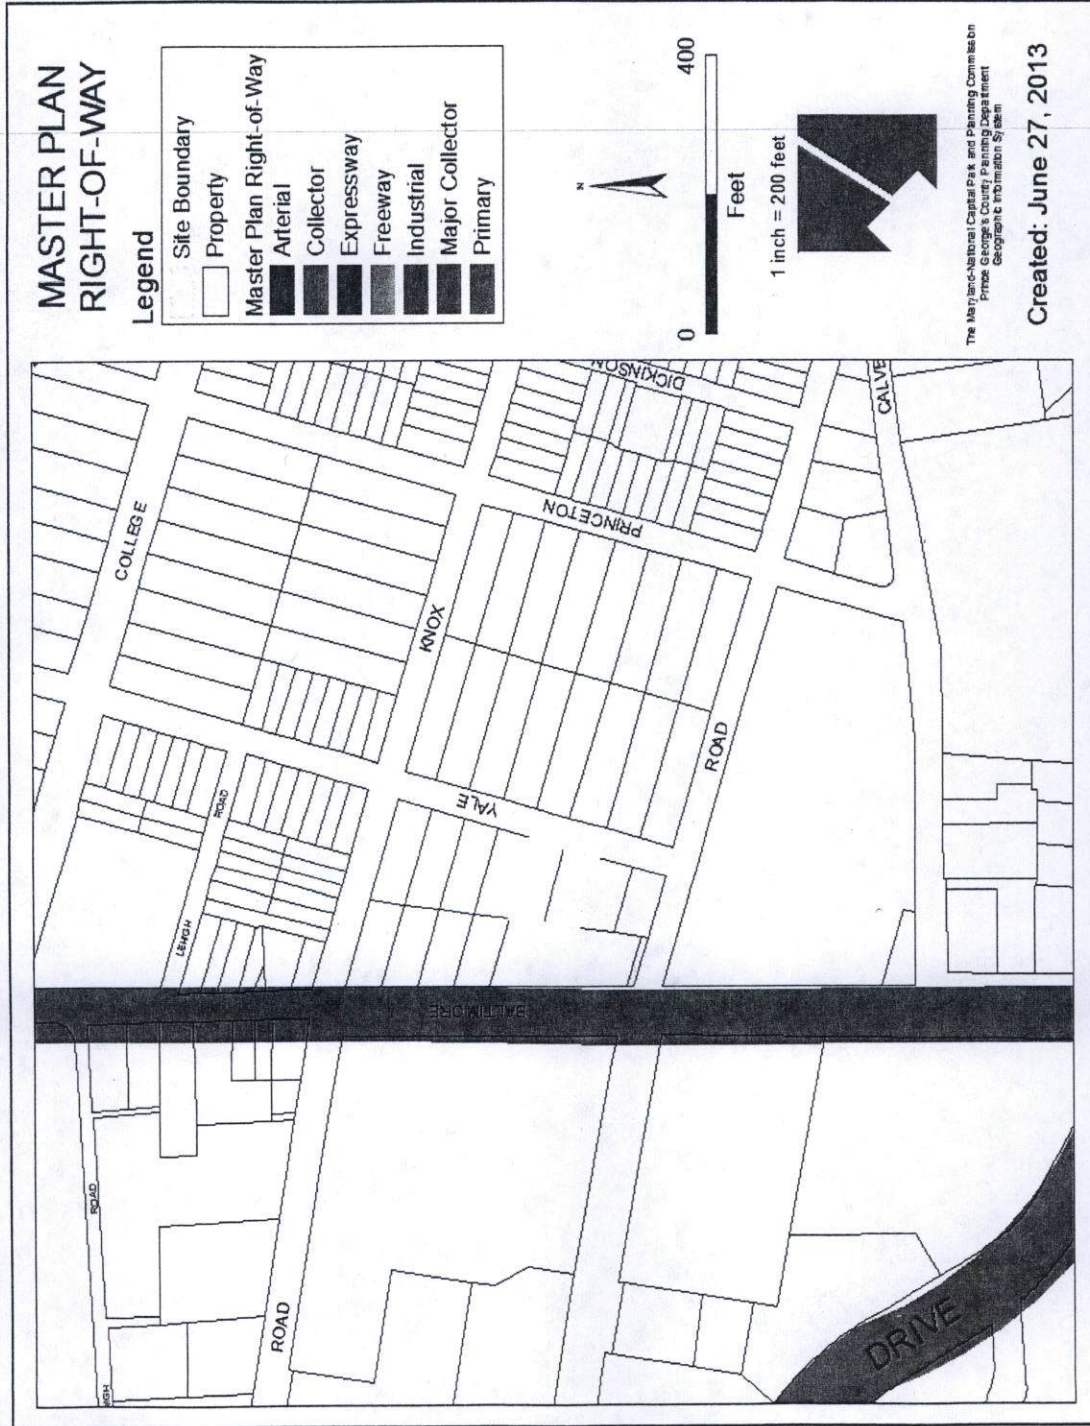 MASTER PLAN
RIGHT-OF-WAY
Legend
Site Boundary
Property
Master Plan Right-of-Way
Arterial
Collector
Expressway
Freeway
Industrial
Major Collector
Primary
N
0
400
Feet
1 inch = 200 feet
The Maryland-National Capital Park and Planning Commission
Prince George's County Planning Department
Geographic Information System
Created: June 27, 2013
COLLEGE
DICKINSON
CALVE
PRINCETON
KNOX
ROAD
YALE
ROAD
LEHIGH
BALTIMORE
ROAD
ROAD
IGH
DRIVE